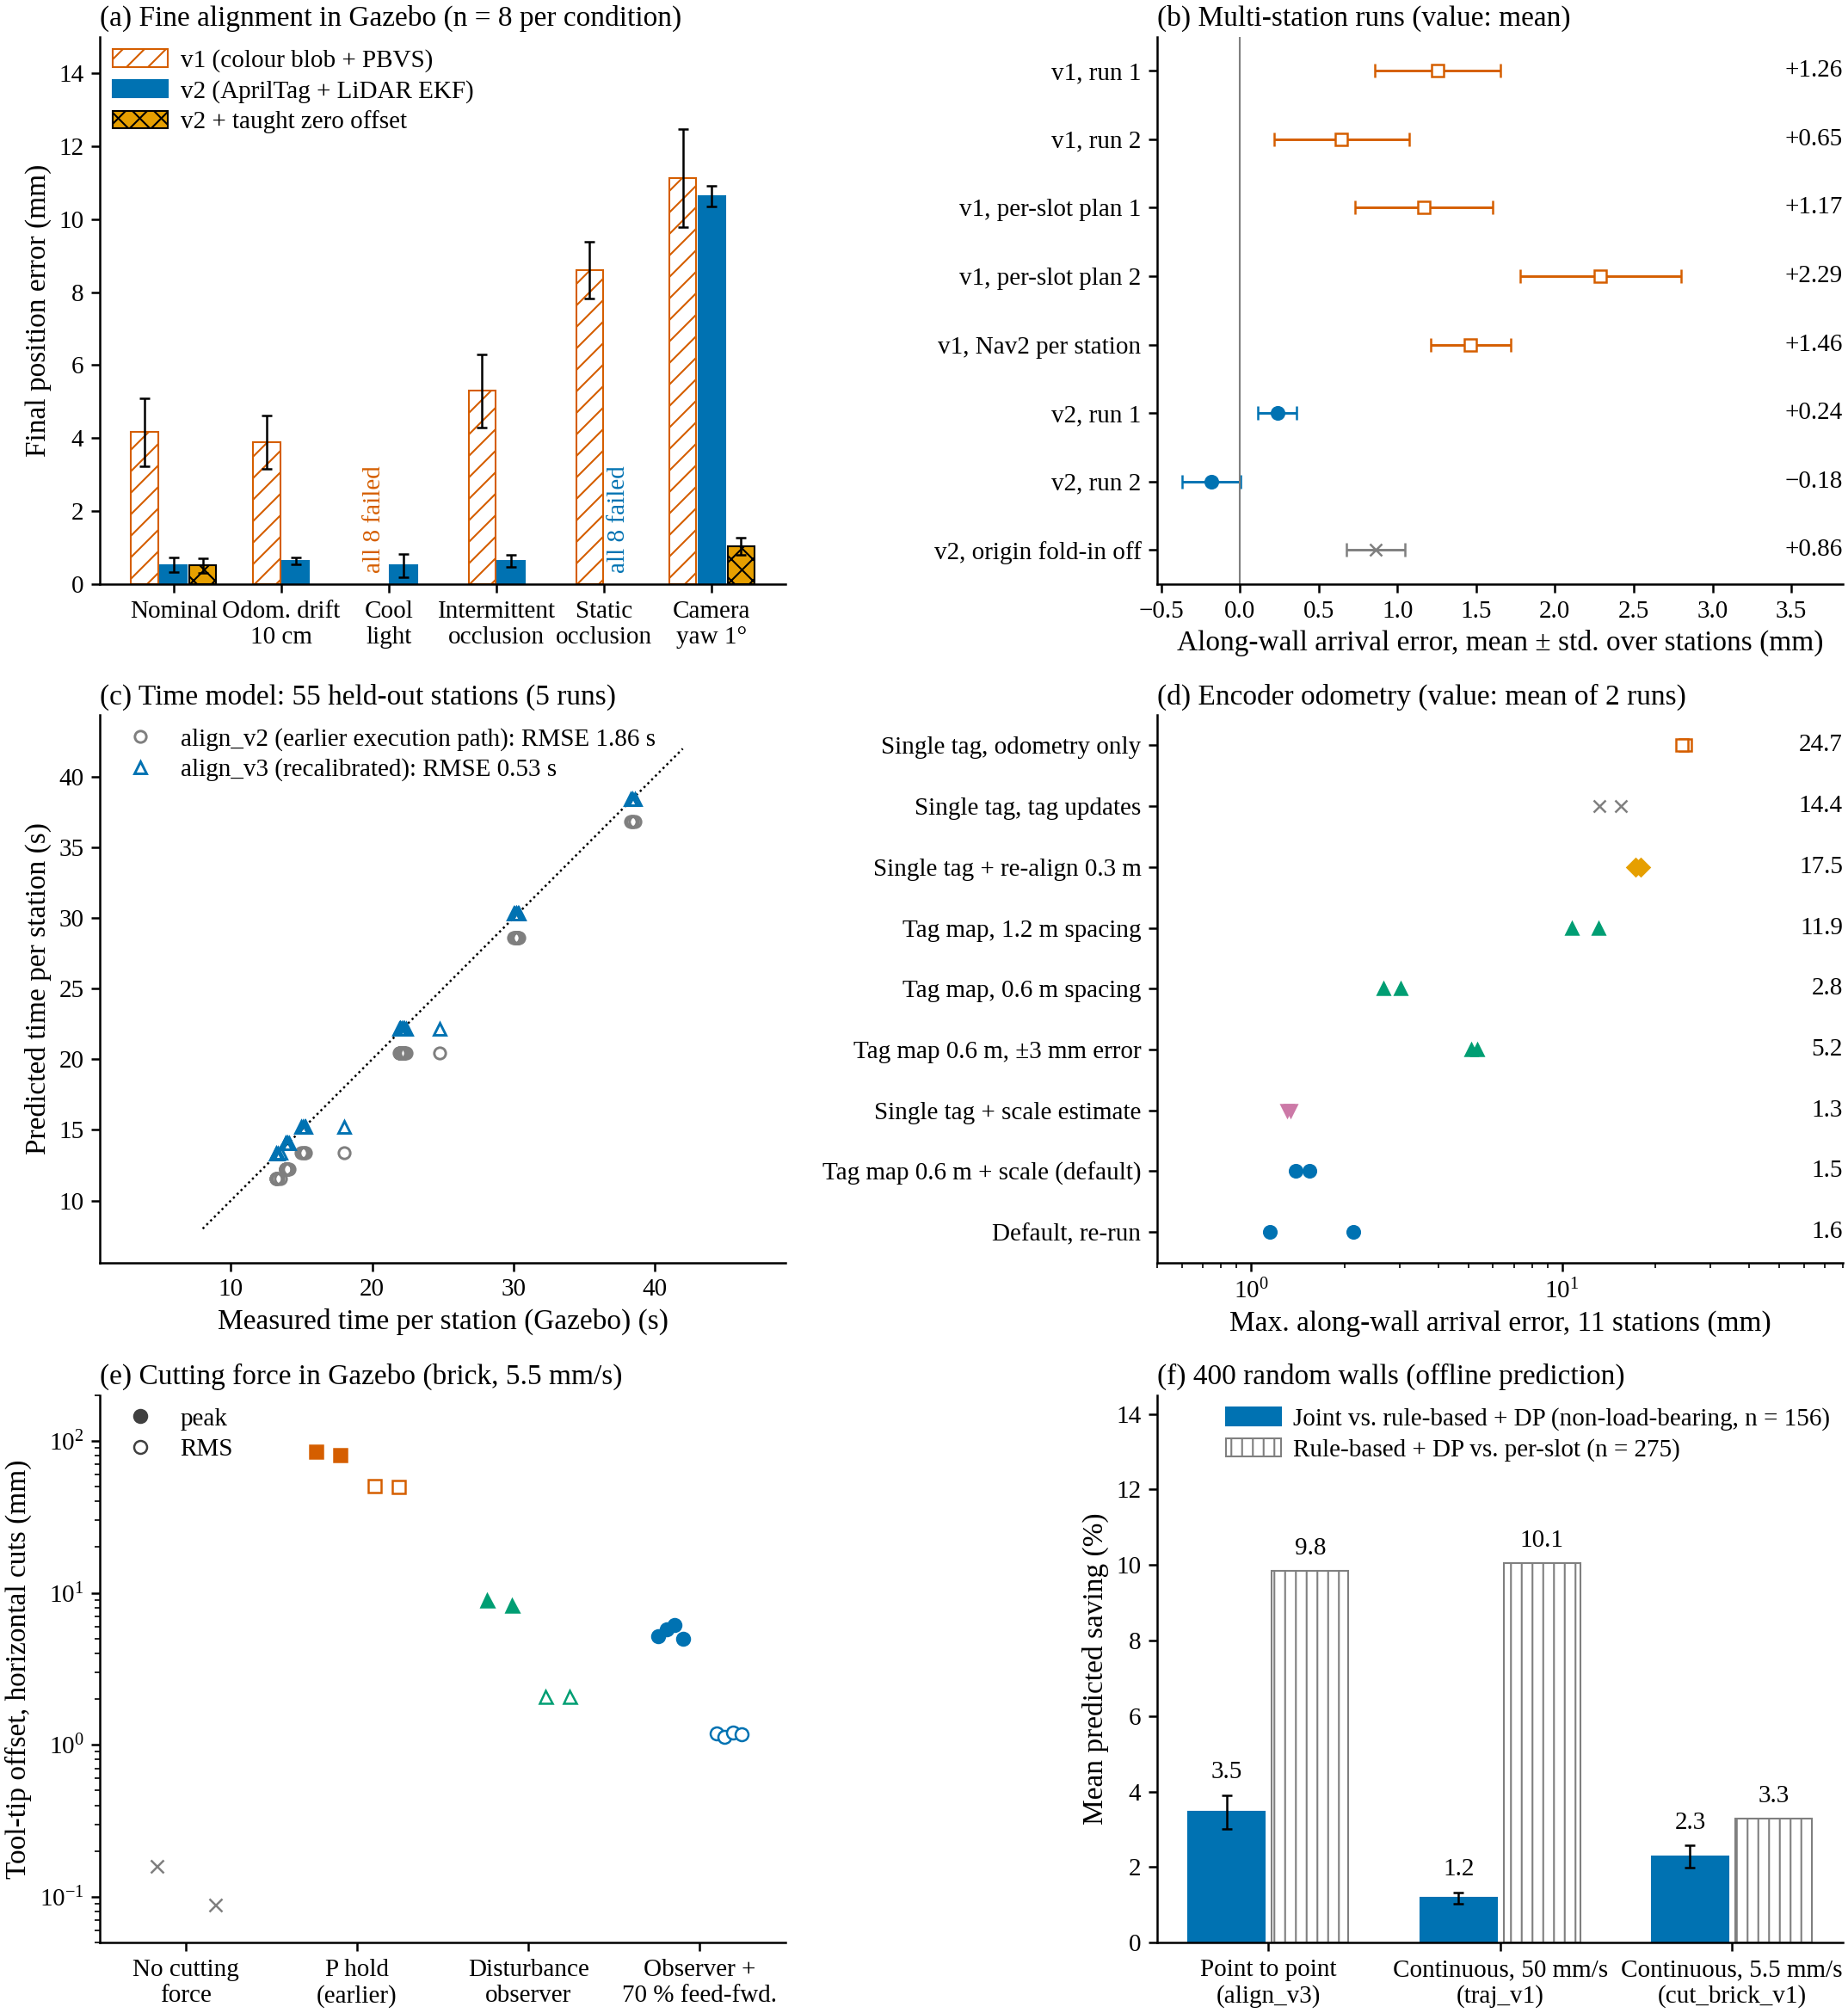 (a) Fine alignment in Gazebo (n = 8 per condition)
v1 (colour blob + PBVS)
v2 (AprilTag + LiDAR EKF)
v2 + taught zero offset
Final position error (mm)
14
12
10
8
6
4
2
0
all 8 failed
all 8 failed
Nominal
Odom. drift
10 cm
Cool
light
Intermittent
occlusion
Static
occlusion
Camera
yaw 1°
(b) Multi-station runs (value: mean)
v1, run 1
+1.26
v1, run 2
+0.65
v1, per-slot plan 1
+1.17
v1, per-slot plan 2
+2.29
v1, Nav2 per station
+1.46
v2, run 1
+0.24
v2, run 2
−0.18
v2, origin fold-in off
+0.86
−0.5 0.0 0.5 1.0 1.5 2.0 2.5 3.0 3.5
Along-wall arrival error, mean ± std. over stations (mm)
(c) Time model: 55 held-out stations (5 runs)
align_v2 (earlier execution path): RMSE 1.86 s
align_v3 (recalibrated): RMSE 0.53 s
Predicted time per station (s)
40
35
30
25
20
15
10
10 20 30 40
Measured time per station (Gazebo) (s)
(d) Encoder odometry (value: mean of 2 runs)
Single tag, odometry only
24.7
Single tag, tag updates
14.4
Single tag + re-align 0.3 m
17.5
Tag map, 1.2 m spacing
11.9
Tag map, 0.6 m spacing
2.8
Tag map 0.6 m, ±3 mm error
5.2
Single tag + scale estimate
1.3
Tag map 0.6 m + scale (default)
1.5
Default, re-run
1.6
10⁰ 10¹
Max. along-wall arrival error, 11 stations (mm)
(e) Cutting force in Gazebo (brick, 5.5 mm/s)
peak
RMS
Tool-tip offset, horizontal cuts (mm)
10²
10¹
10⁰
10⁻¹
No cutting
force
P hold
(earlier)
Disturbance
observer
Observer +
70 % feed-fwd.
(f) 400 random walls (offline prediction)
Joint vs. rule-based + DP (non-load-bearing, n = 156)
Rule-based + DP vs. per-slot (n = 275)
Mean predicted saving (%)
14
12
10
8
6
4
2
0
3.5
9.8
1.2
10.1
2.3
3.3
Point to point
(align_v3)
Continuous, 50 mm/s
(traj_v1)
Continuous, 5.5 mm/s
(cut_brick_v1)